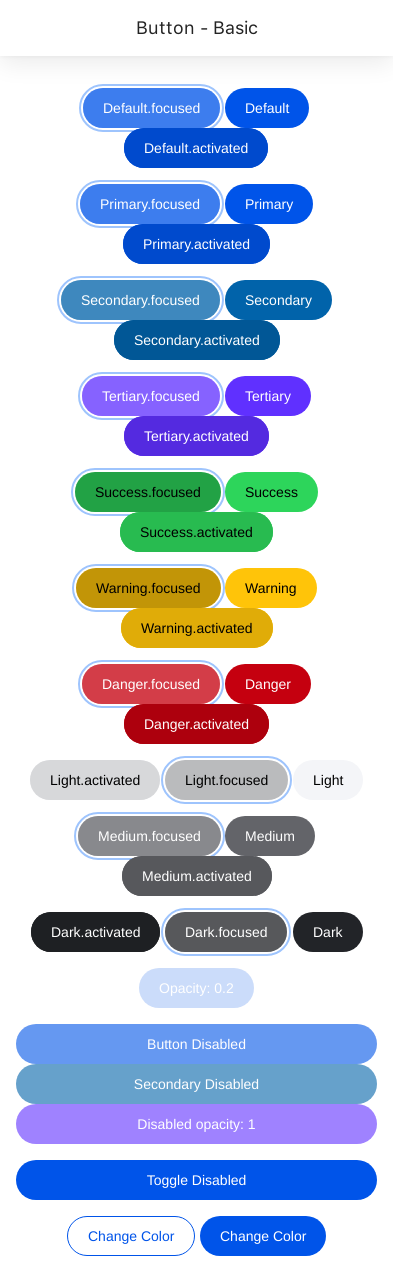 Button - Basic
Default.focused Default
Default.activated
Primary.focused Primary
Primary.activated
Secondary.focused Secondary
Secondary.activated
Tertiary.focused Tertiary
Tertiary.activated
Success.focused Success
Success.activated
Warning.focused Warning
Warning.activated
Danger.focused Danger
Danger.activated
Light.activated Light.focused Light
Medium.focused Medium
Medium.activated
Dark.activated Dark.focused Dark
Opacity: 0.2
Button Disabled
Secondary Disabled
Disabled opacity: 1
Toggle Disabled
Change Color Change Color